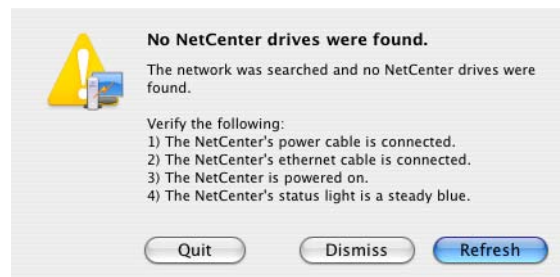 No NetCenter drives were found.
The network was searched and no NetCenter drives were
found.
Verify the following:
1) The NetCenter's power cable is connected.
2) The NetCenter's ethernet cable is connected.
3) The NetCenter is powered on.
4) The NetCenter's status light is a steady blue.
Quit
Dismiss
Refresh